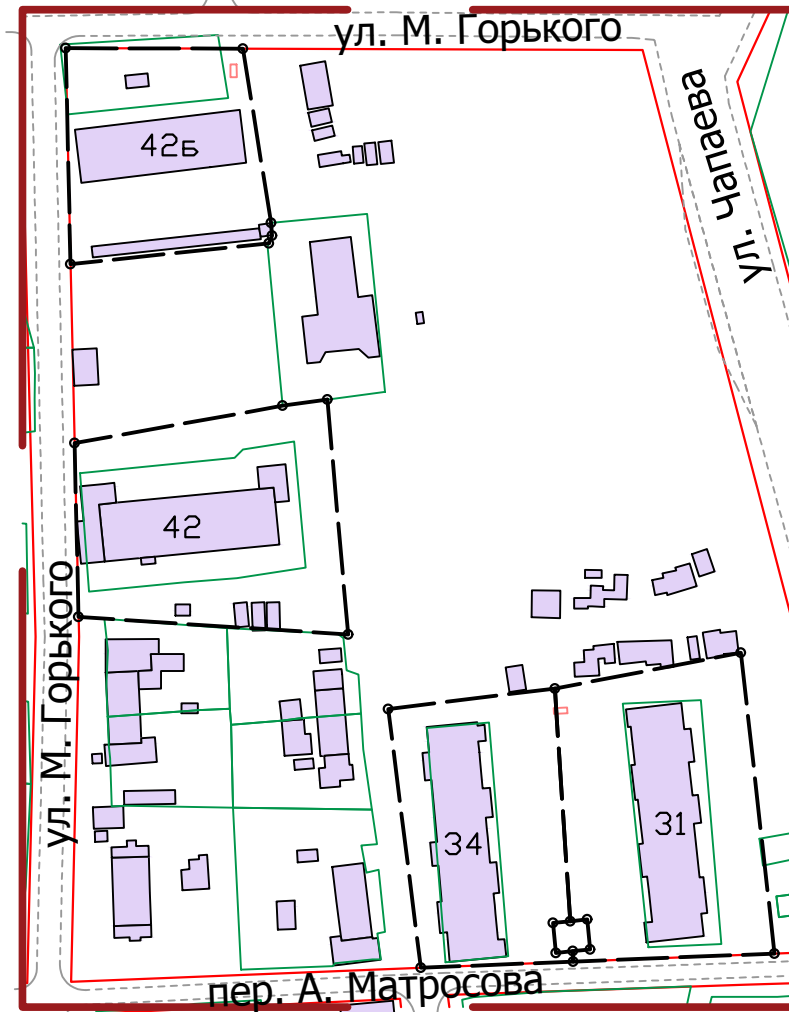 ул. М. Горького
ул. Чапаева
42Б
42
ул. М. Горького
31
34
пер. А. Матросова